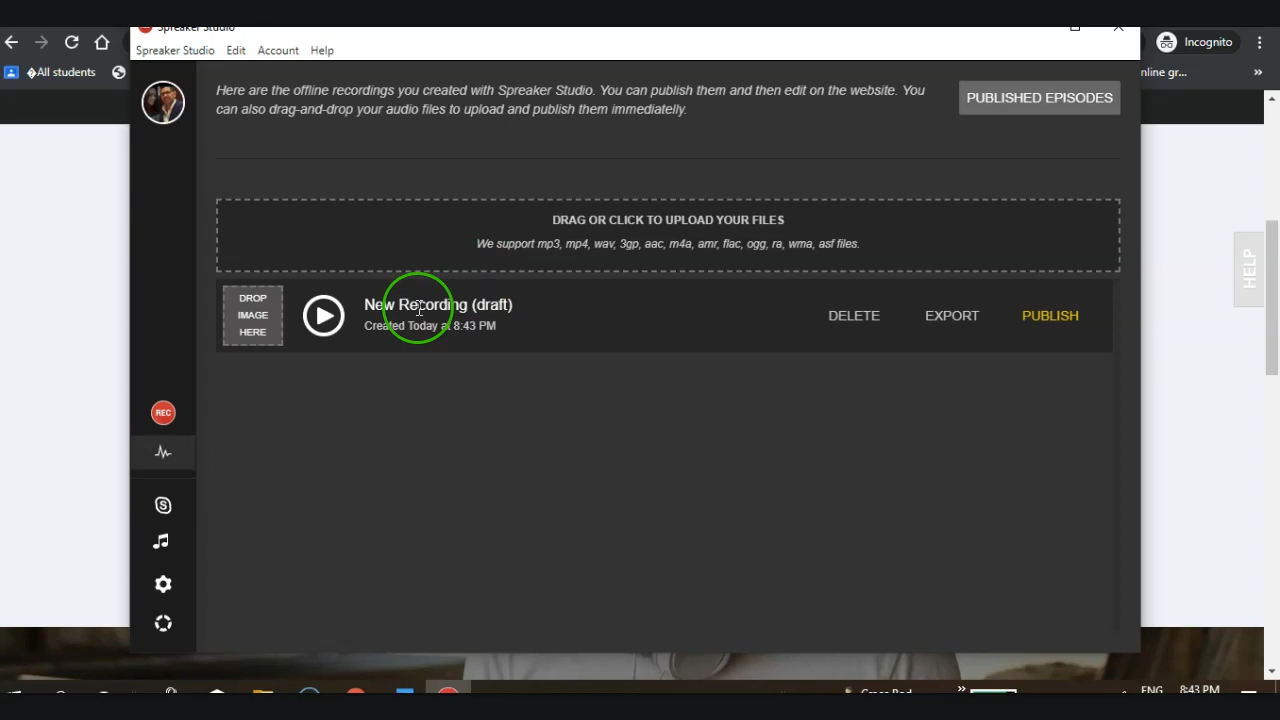 Spreaker Studio
Incognito
Spreaker Studio Edit Account Help
�All students
nline gr...
»
Here are the offline recordings you created with Spreaker Studio. You can publish them and then edit on the website. You
can also drag-and-drop your audio files to upload and publish them immediatelly.
PUBLISHED EPISODES
DRAG OR CLICK TO UPLOAD YOUR FILES
We support mp3, mp4, wav, 3gp, aac, m4a, amr, flac, ogg, ra, wma, asf files.
HELP
DROP
IMAGE
HERE
New Recording (draft)
Created Today at 8:43 PM
DELETE
EXPORT
PUBLISH
REC
ENG
8:43 PM